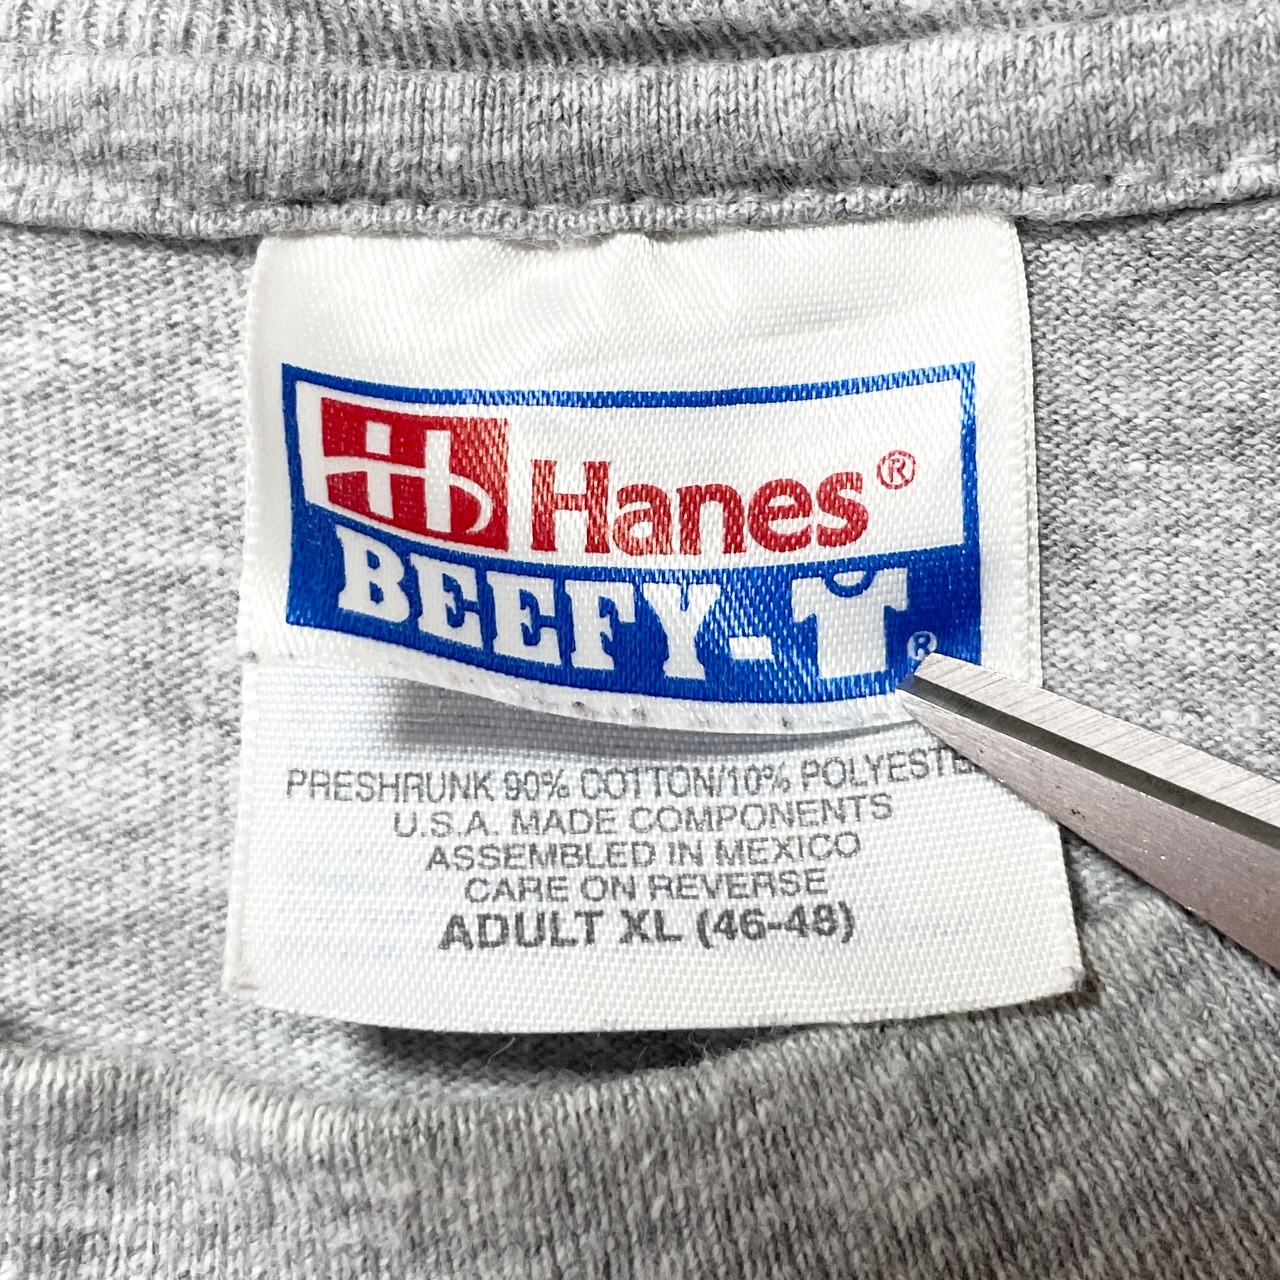 Hanes®
BEEFY-T®
PRESHRUNK 90% COTTON/10% POLYESTE
U.S.A. MADE COMPONENTS
ASSEMBLED IN MEXICO
CARE ON REVERSE
ADULT XL (46-48)